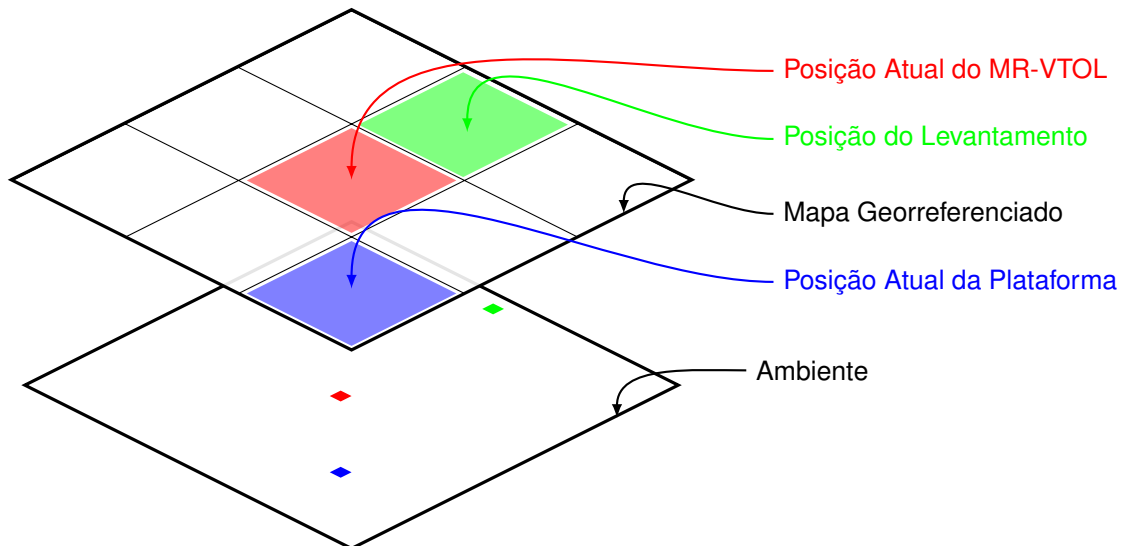 Posição Atual do MR-VTOL
Posição do Levantamento
Mapa Georreferenciado
Posição Atual da Plataforma
Ambiente